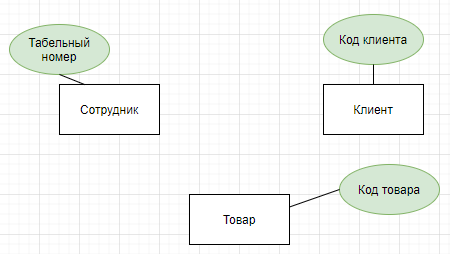 Табельный
номер
Код клиента
Сотрудник
Клиент
Код товара
Товар